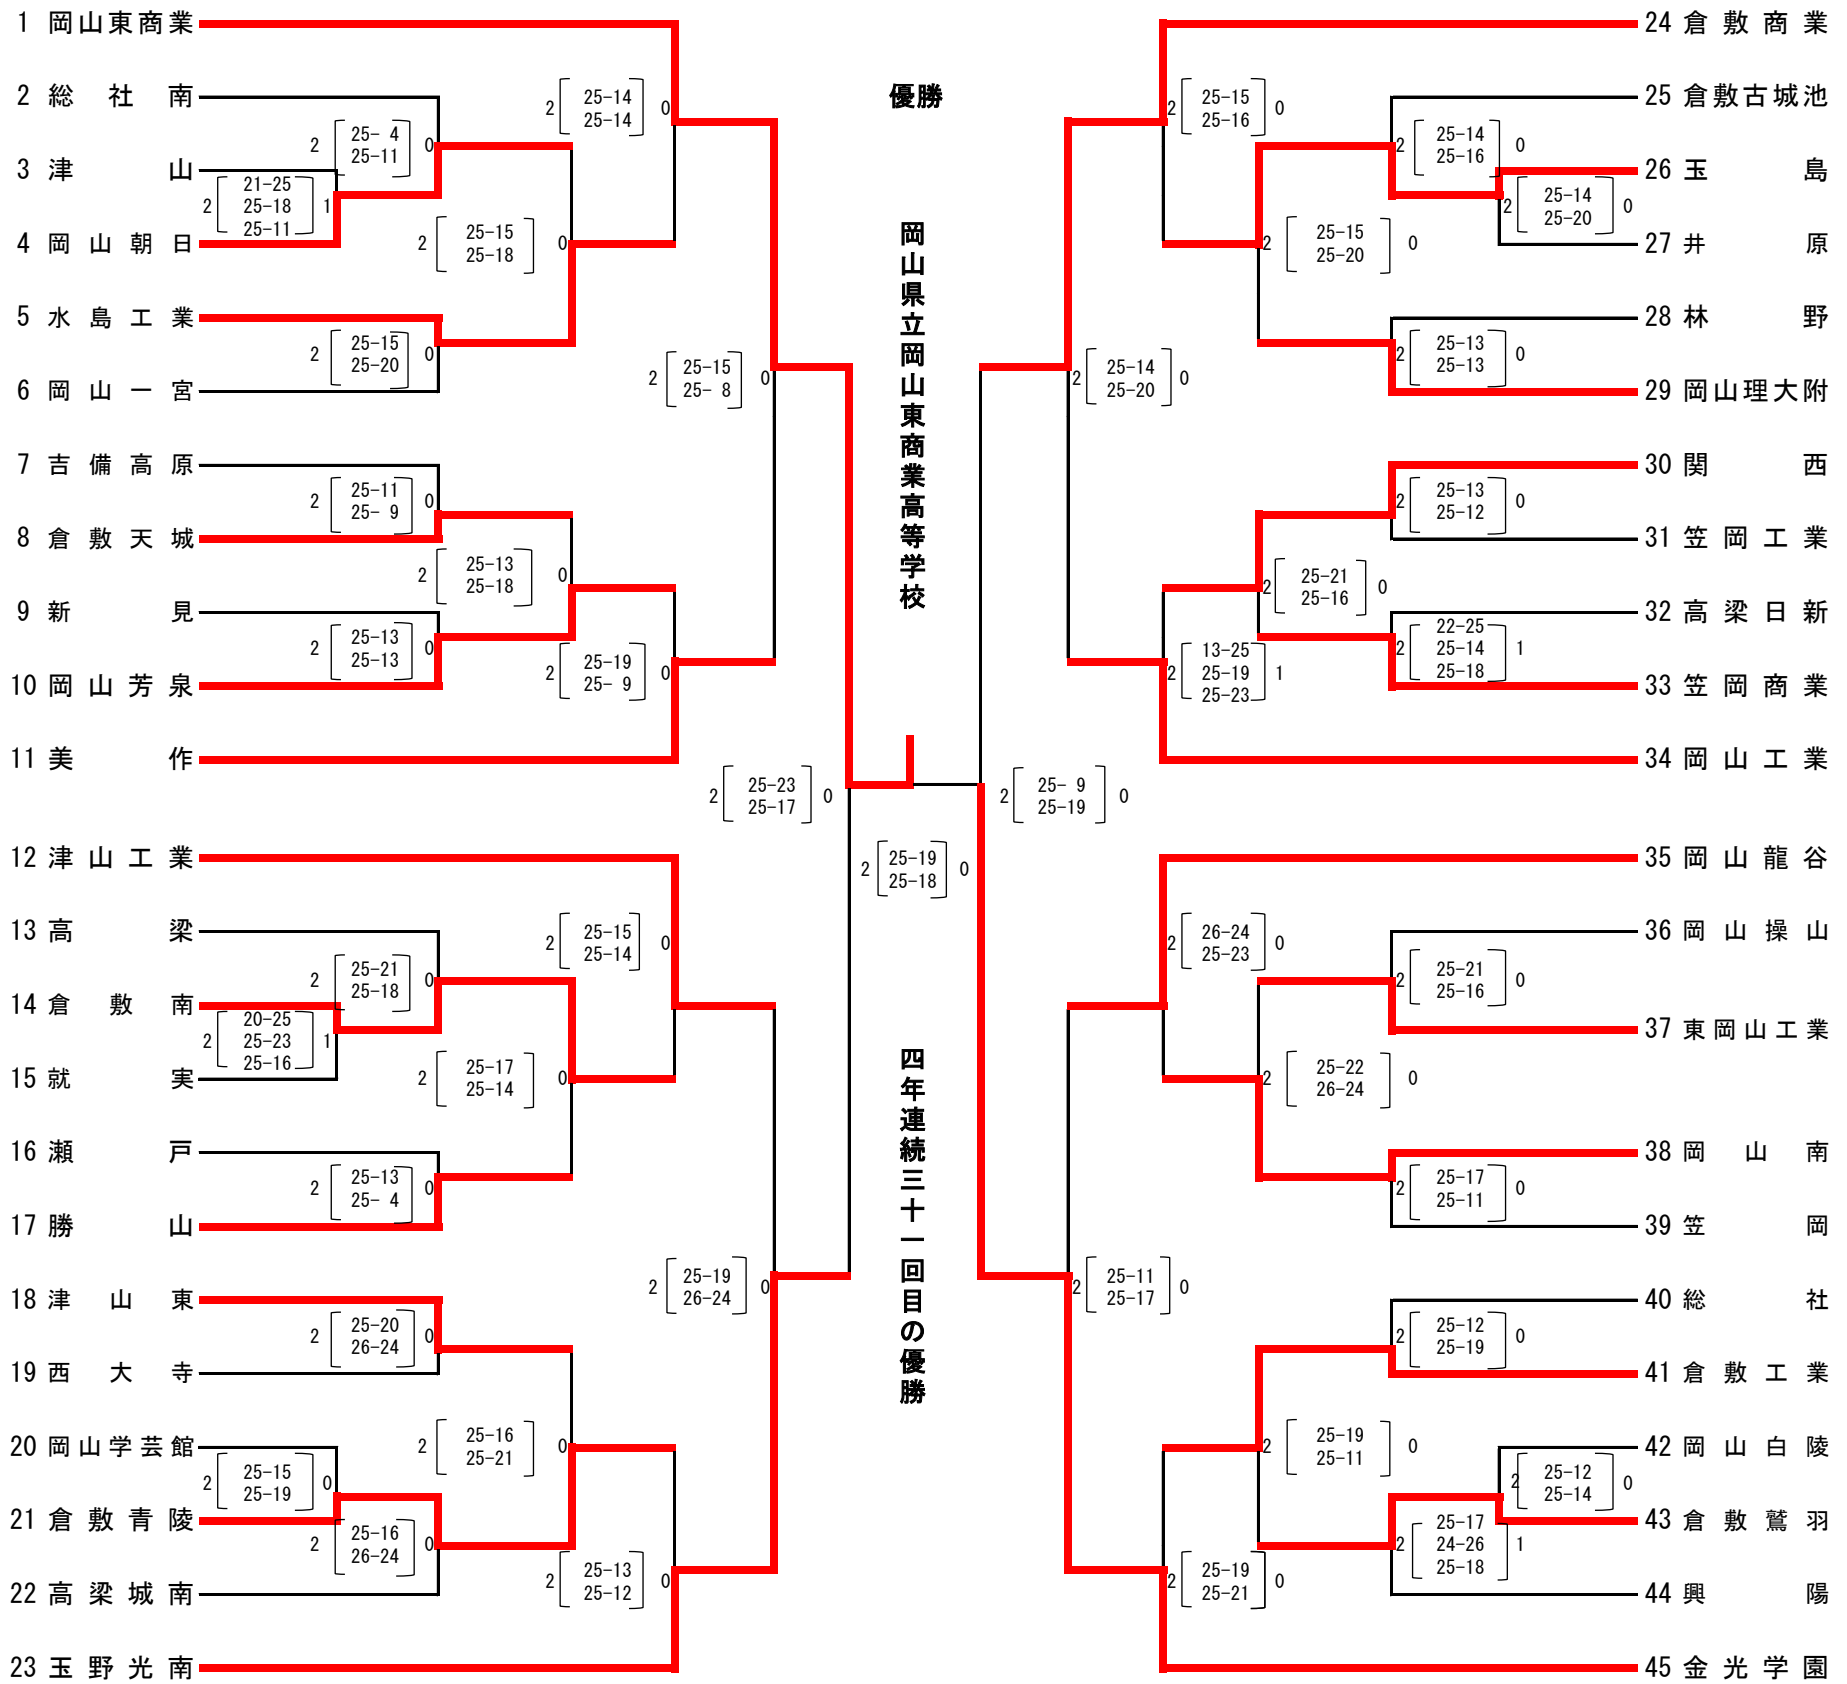 1 岡山東商業
2 総社南
3 津山
4 岡山朝日
5 水島工業
6 岡山一宮
7 吉備高原
8 倉敷天城
9 新見
10 岡山芳泉
11 美作
12 津山工業
13 高梁
14 倉敷南
15 就実
16 瀬戸
17 勝山
18 津山東
19 西大寺
20 岡山学芸館
21 倉敷青陵
22 高梁城南
23 玉野光南
2 21-25 1
25-18
25-11
2 20-25 1
25-23
25-16
2 25-15 0
25-19
2 25- 4 0
25-11
2 25-15 0
25-20
2 25-11 0
25- 9
2 25-13 0
25-13
2 25-21 0
25-18
2 25-13 0
25- 4
2 25-20 0
26-24
2 25-16 0
26-24
2 25-15 0
25-18
2 25-13 0
25-18
2 25-17 0
25-14
2 25-16 0
25-21
2 25-14 0
25-14
2 25-19 0
25- 9
2 25-15 0
25-14
2 25-13 0
25-12
2 25-15 0
25- 8
2 25-19 0
26-24
2 25-23 0
25-17
優勝
岡山県立岡山東商業高等学校
2 25-19 0
25-18
四年連続三十一回目の優勝
2 25- 9 0
25-19
2 25-14 0
25-20
2 25-11 0
25-17
2 25-15 0
25-16
2 13-25 1
25-19
25-23
2 26-24 0
25-23
2 25-19 0
25-21
2 25-15 0
25-20
2 25-21 0
25-16
2 25-22 0
26-24
2 25-19 0
25-11
2 25-14 0
25-16
2 25-13 0
25-13
2 25-13 0
25-12
2 22-25 1
25-14
25-18
2 25-21 0
25-16
2 25-17 0
25-11
2 25-12 0
25-19
2 25-17 1
24-26
25-18
2 25-14 0
25-20
2 25-12 0
25-14
24 倉敷商業
25 倉敷古城池
26 玉島
27 井原
28 林野
29 岡山理大附
30 関西
31 笠岡工業
32 高梁日新
33 笠岡商業
34 岡山工業
35 岡山龍谷
36 岡山操山
37 東岡山工業
38 岡山南
39 笠岡
40 総社
41 倉敷工業
42 岡山白陵
43 倉敷鷲羽
44 興陽
45 金光学園